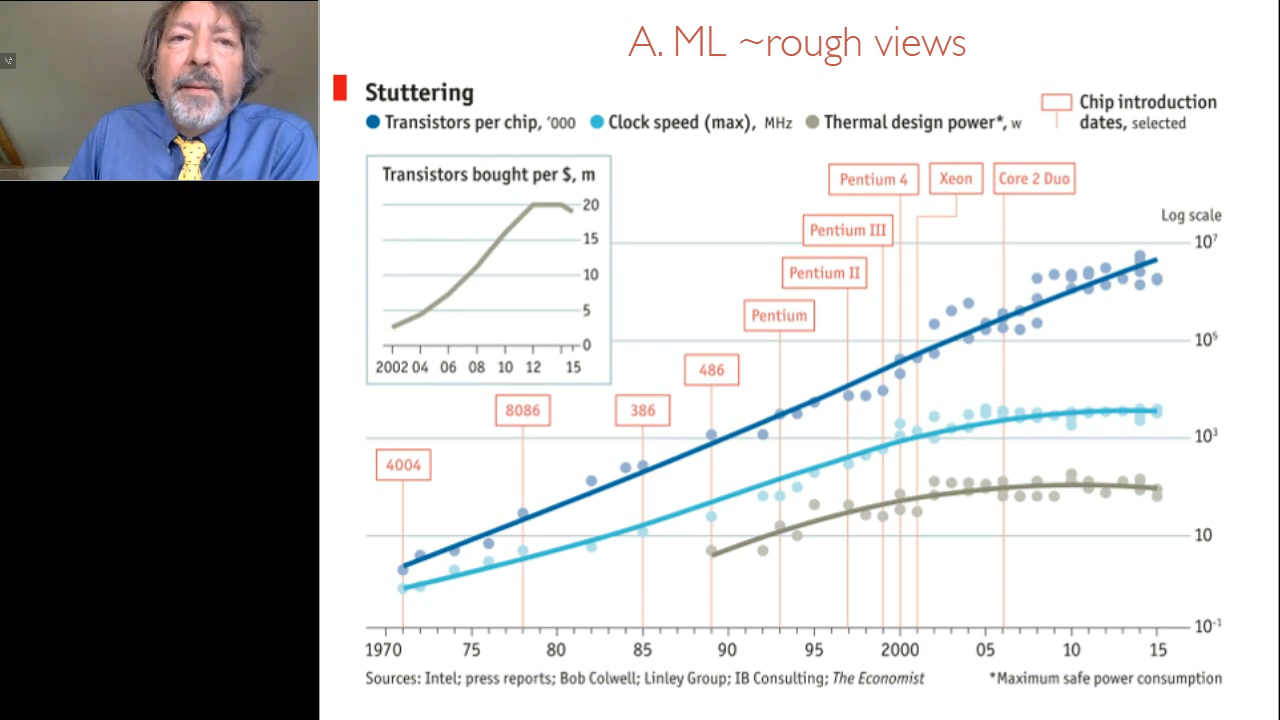 A. ML ~rough views
Stuttering
Transistors per chip, ’000
Clock speed (max), MHz
Thermal design power*, w
Chip introduction
dates, selected
Transistors bought per $, m
20
15
10
5
0
2002 04 06 08 10 12 15
Pentium 4
Xeon
Core 2 Duo
Log scale
Pentium III
10⁷
Pentium II
Pentium
10⁵
486
8086
386
10³
4004
10
10⁻¹
1970 75 80 85 90 95 2000 05 10 15
Sources: Intel; press reports; Bob Colwell; Linley Group; IB Consulting; The Economist
*Maximum safe power consumption